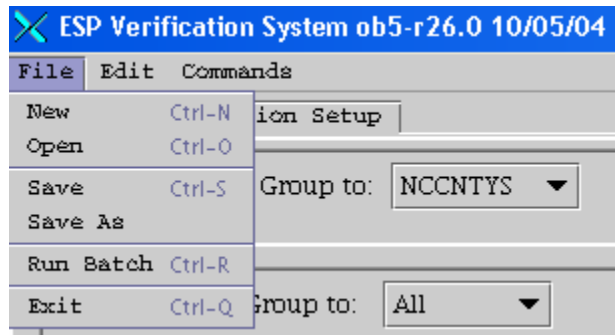 ESP Verification System ob5-r26.0 10/05/04
File Edit Commands
New Ctrl-N
ion Setup
Open Ctrl-O
Save Ctrl-S
Group to: NCCNTYS
Save As
Run Batch Ctrl-R
Exit Ctrl-Q
Group to: All